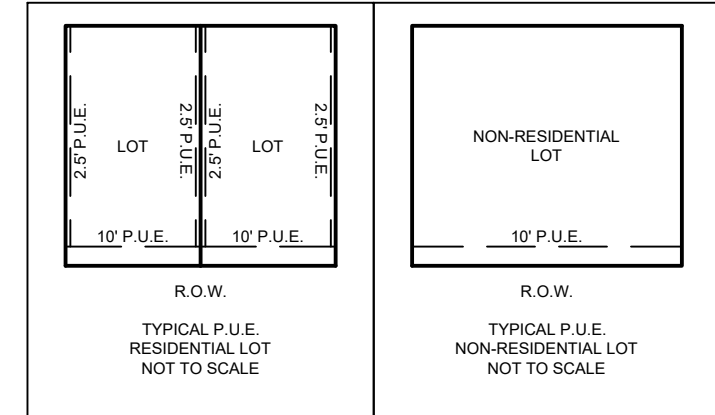 2.5' P.U.E.
LOT
2.5' P.U.E.
2.5' P.U.E.
LOT
2.5' P.U.E.
10' P.U.E.
10' P.U.E.
R.O.W.
TYPICAL P.U.E.
RESIDENTIAL LOT
NOT TO SCALE
NON-RESIDENTIAL
LOT
10' P.U.E.
R.O.W.
TYPICAL P.U.E.
NON-RESIDENTIAL LOT
NOT TO SCALE